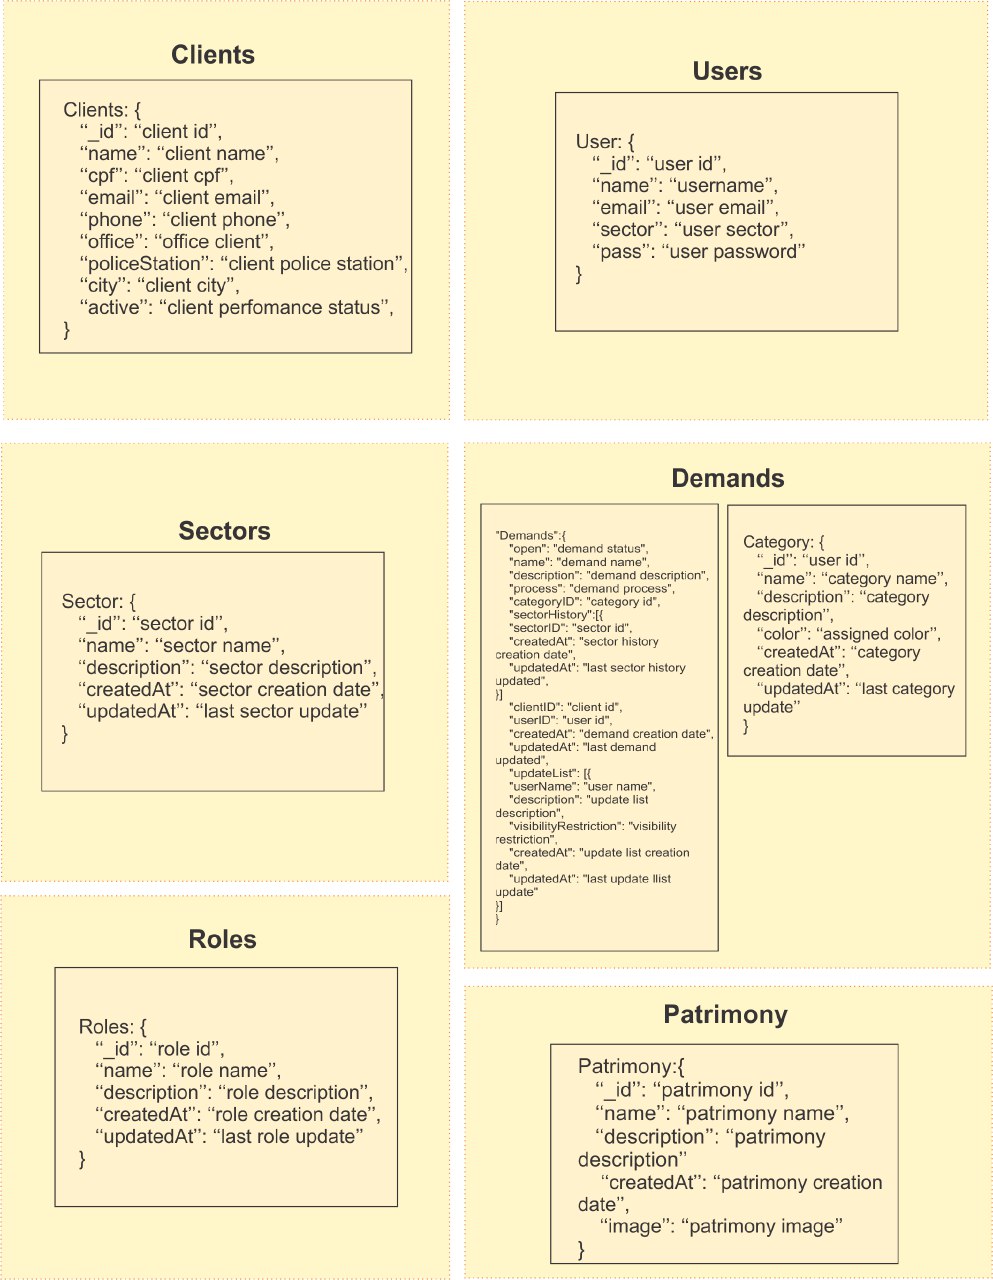 Clients
Clients: {
“_id”: “client id”,
“name”: “client name”,
“cpf”: “client cpf”,
“email”: “client email”,
“phone”: “client phone”,
“office”: “office client”,
“policeStation”: “client police station”,
“city”: “client city”,
“active”: “client perfomance status”,
}
Users
User: {
“_id”: “user id”,
“name”: “username”,
“email”: “user email”,
“sector”: “user sector”,
“pass”: “user password”
}
Sectors
Sector: {
“_id”: “sector id”,
“name”: “sector name”,
“description”: “sector description”,
“createdAt”: “sector creation date”,
“updatedAt”: “last sector update”
}
Demands
"Demands":{
"open": "demand status",
"name": "demand name",
"description": "demand description",
"process": "demand process",
"categoryID": "category id",
"sectorHistory":[{
"sectorID": "sector id",
"createdAt": "sector history
creation date",
"updatedAt": "last sector history
updated",
}]
"clientID": "client id",
"userID": "user id",
"createdAt": "demand creation date",
"updatedAt": "last demand
updated",
"updateList": [{
"userName": "user name",
"description": "update list
description",
"visibilityRestriction": "visibility
restriction",
"createdAt": "update list creation
date",
"updatedAt": "last update llist
update"
}]
}
Category: {
“_id”: “user id”,
“name”: “category name”,
“description”: “category
description”,
“color”: “assigned color”,
“createdAt”: “category
creation date”,
“updatedAt”: “last category
update”
}
Roles
Roles: {
“_id”: “role id”,
“name”: “role name”,
“description”: “role description”,
“createdAt”: “role creation date”,
“updatedAt”: “last role update”
}
Patrimony
Patrimony:{
“_id”: “patrimony id”,
“name”: “patrimony name”,
“description”: “patrimony
description”
“createdAt”: “patrimony creation
date”,
“image”: “patrimony image”
}